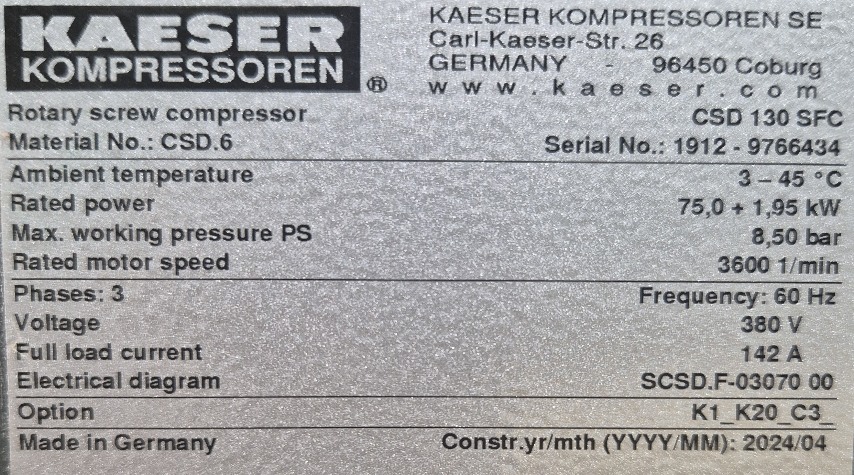 KAESER
KOMPRESSOREN ®
KAESER KOMPRESSOREN SE
Carl-Kaeser-Str. 26
GERMANY - 96450 Coburg
www.kaeser.com
Rotary screw compressor CSD 130 SFC
Material No.: CSD.6 Serial No.: 1912 - 9766434
Ambient temperature 3 – 45 °C
Rated power 75,0 + 1,95 kW
Max. working pressure PS 8,50 bar
Rated motor speed 3600 1/min
Phases: 3 Frequency: 60 Hz
Voltage 380 V
Full load current 142 A
Electrical diagram SCSD.F-03070 00
Option K1_K20_C3_
Made in Germany Constr.yr/mth (YYYY/MM): 2024/04